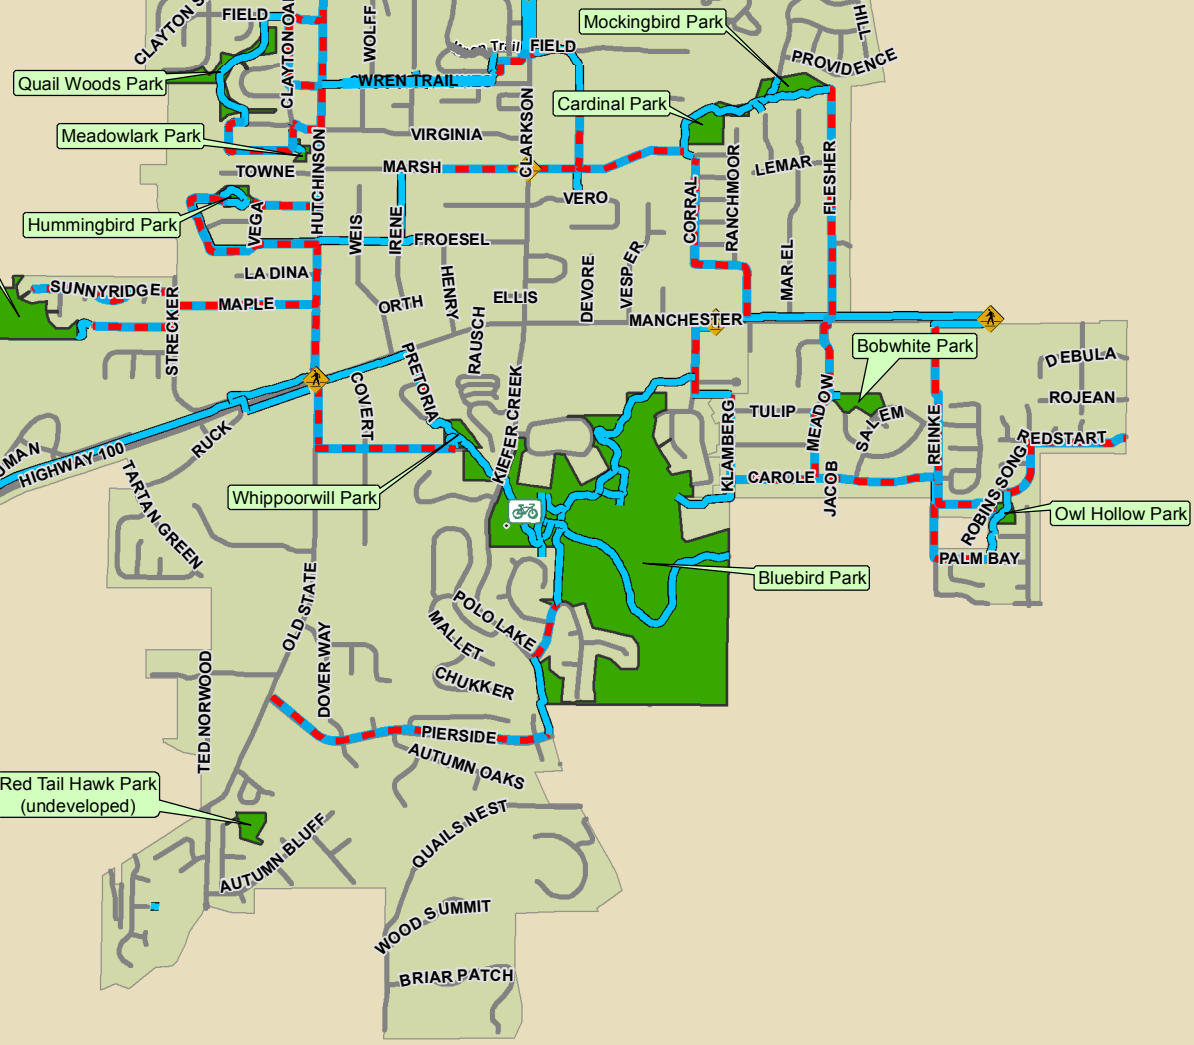 CLAYTON
FIELD
CLAYTON OA
WOLFF
Mockingbird Park
HILL
FIELD
PROVIDENCE
Quail Woods Park
WREN TRAIL
CLARKSON
Cardinal Park
Meadowlark Park
VIRGINIA
HUTCHINSON
TOWNE
MARSH
LEMAR
RANCHMOOR
FLESHER
CORRAL
VERO
Hummingbird Park
VEGA
WEIS
IRENE
FROESEL
LA DINA
HENRY
DEVORE
VESPER
MAR EL
SUNNYRIDGE
STRECKER
MAPLE
ORTH
ELLIS
RAUSCH
MANCHESTER
Bobwhite Park
D'EBULA
PRETORIA
COVERT
KIEFER CREEK
TULIP
MEADOW
SALEM
ROJEAN
REINKE
REDSTART
KLAMBERG
RUCK
UMAN
HIGHWAY 100
TARTAN GREEN
CAROLE
JACOB
ROBINS SONG
Whippoorwill Park
Owl Hollow Park
PALM BAY
Bluebird Park
OLD STATE
POLO LAKE
MALLET
DOVER WAY
TED NORWOOD
CHUKKER
PIERSIDE
AUTUMN OAKS
Red Tail Hawk Park
(undeveloped)
QUAILS NEST
AUTUMN BLUFF
WOOD SUMMIT
BRIAR PATCH